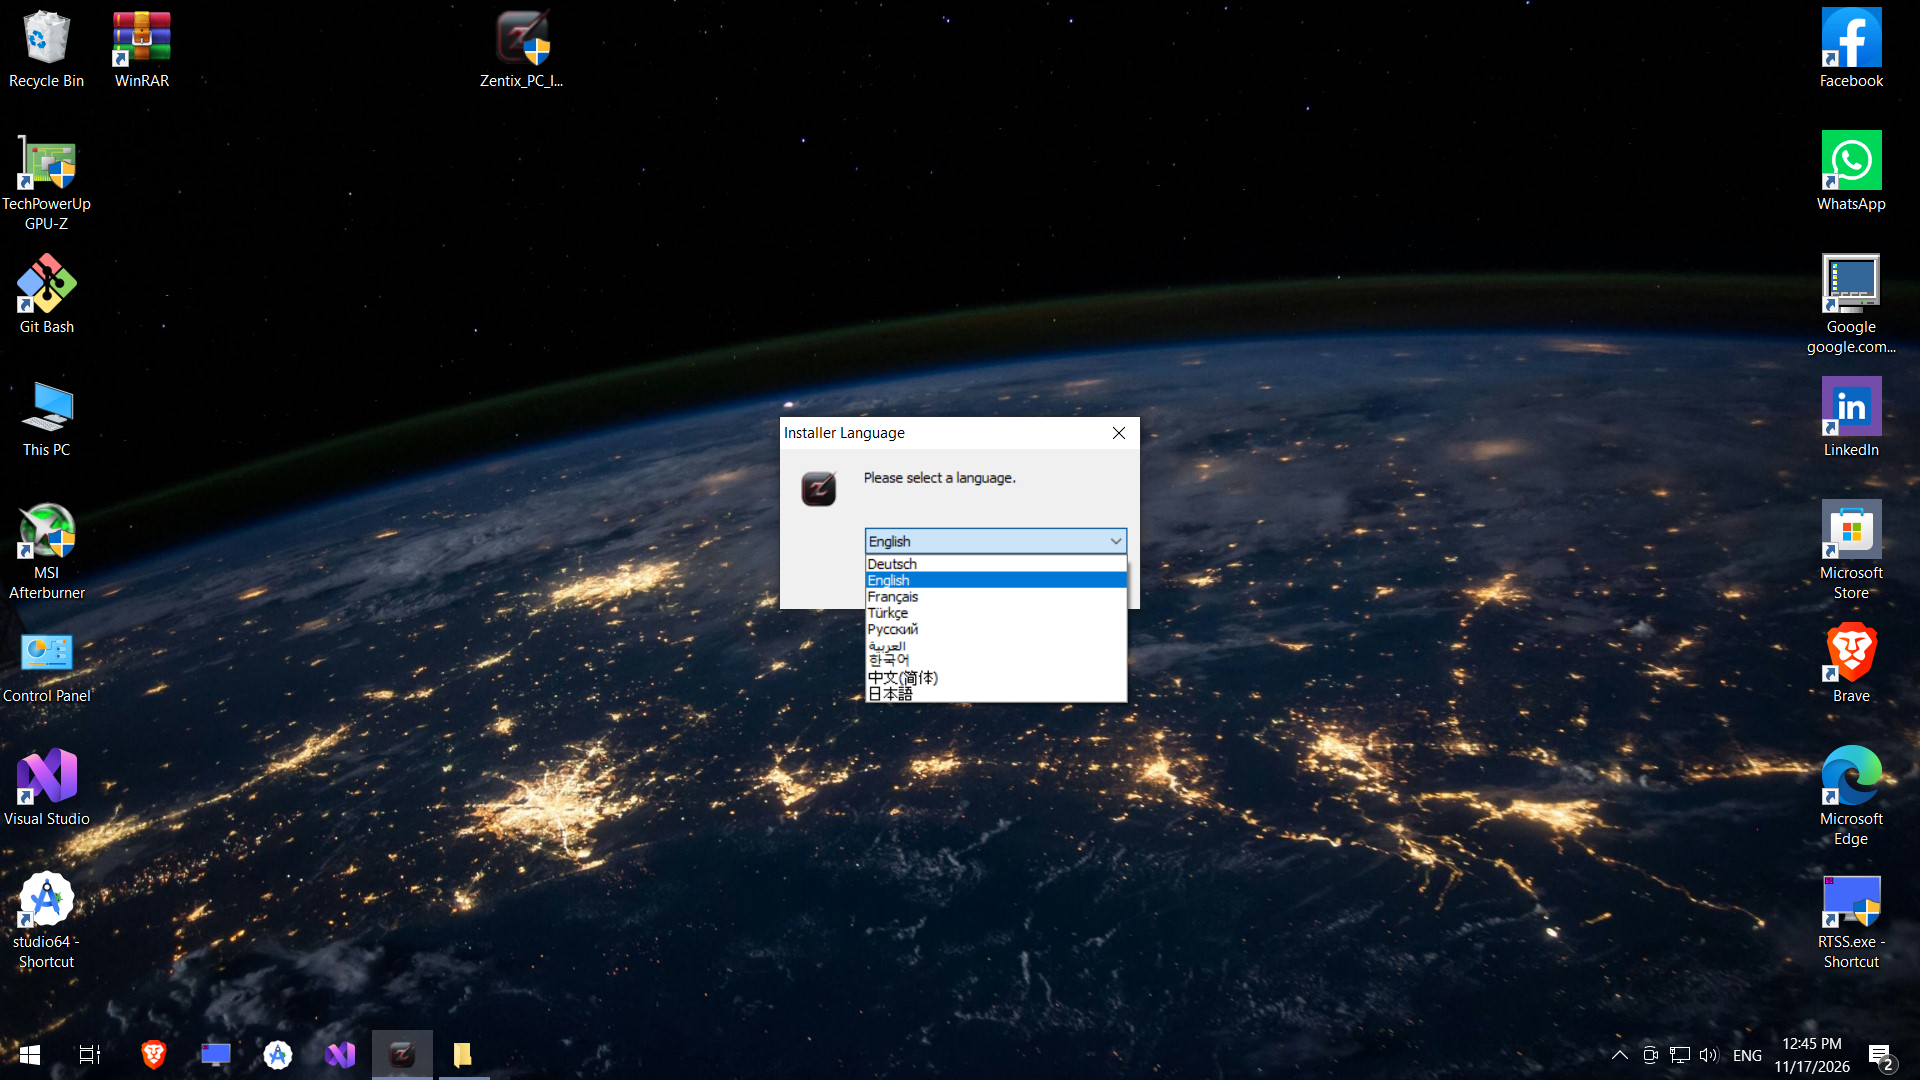 Recycle Bin
WinRAR
Zentix_PC_I...
Facebook
TechPowerUp
GPU-Z
WhatsApp
Git Bash
Google
google.com...
This PC
LinkedIn
Installer Language
Please select a language.
English
Deutsch
English
Français
Türkçe
Русский
العربية
한국어
中文(简体)
日本語
MSI
Afterburner
Microsoft
Store
Control Panel
Brave
Visual Studio
Microsoft
Edge
studio64 -
Shortcut
RTSS.exe -
Shortcut
ENG
12:45 PM
11/17/2026
2